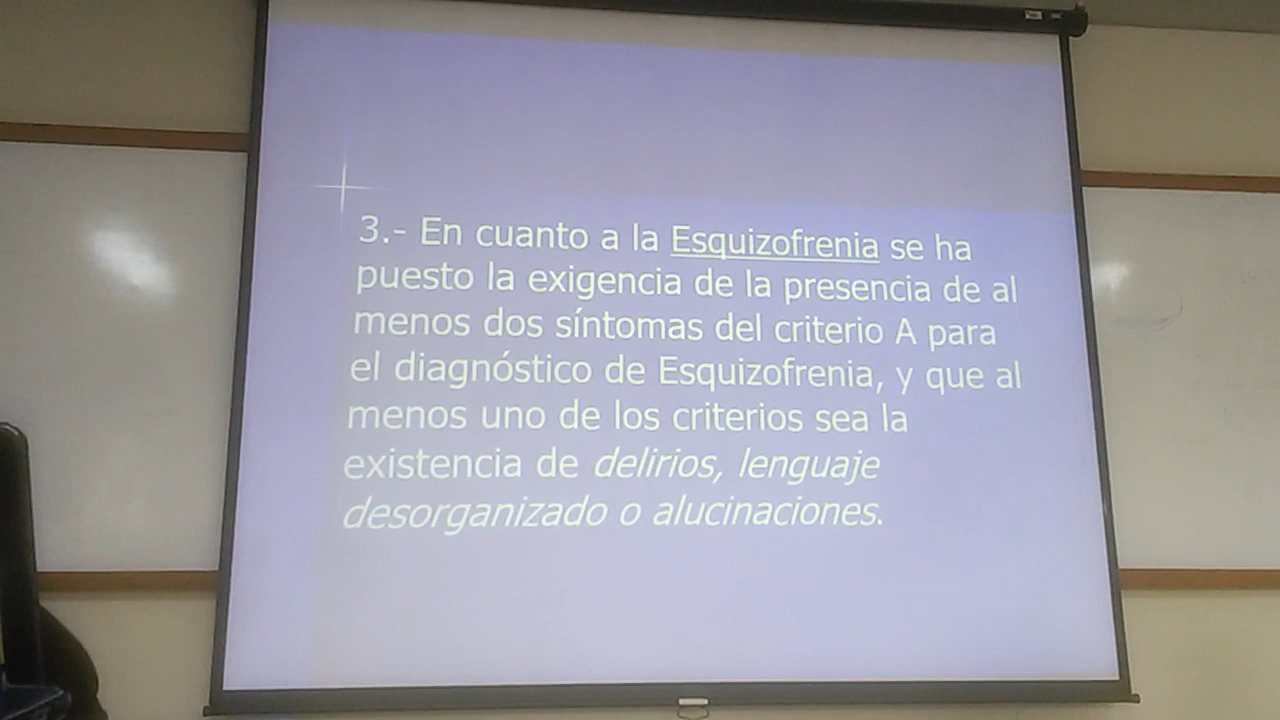 3.- En cuanto a la Esquizofrenia se ha
puesto la exigencia de la presencia de al
menos dos síntomas del criterio A para
el diagnóstico de Esquizofrenia, y que al
menos uno de los criterios sea la
existencia de delirios, lenguaje
desorganizado o alucinaciones.